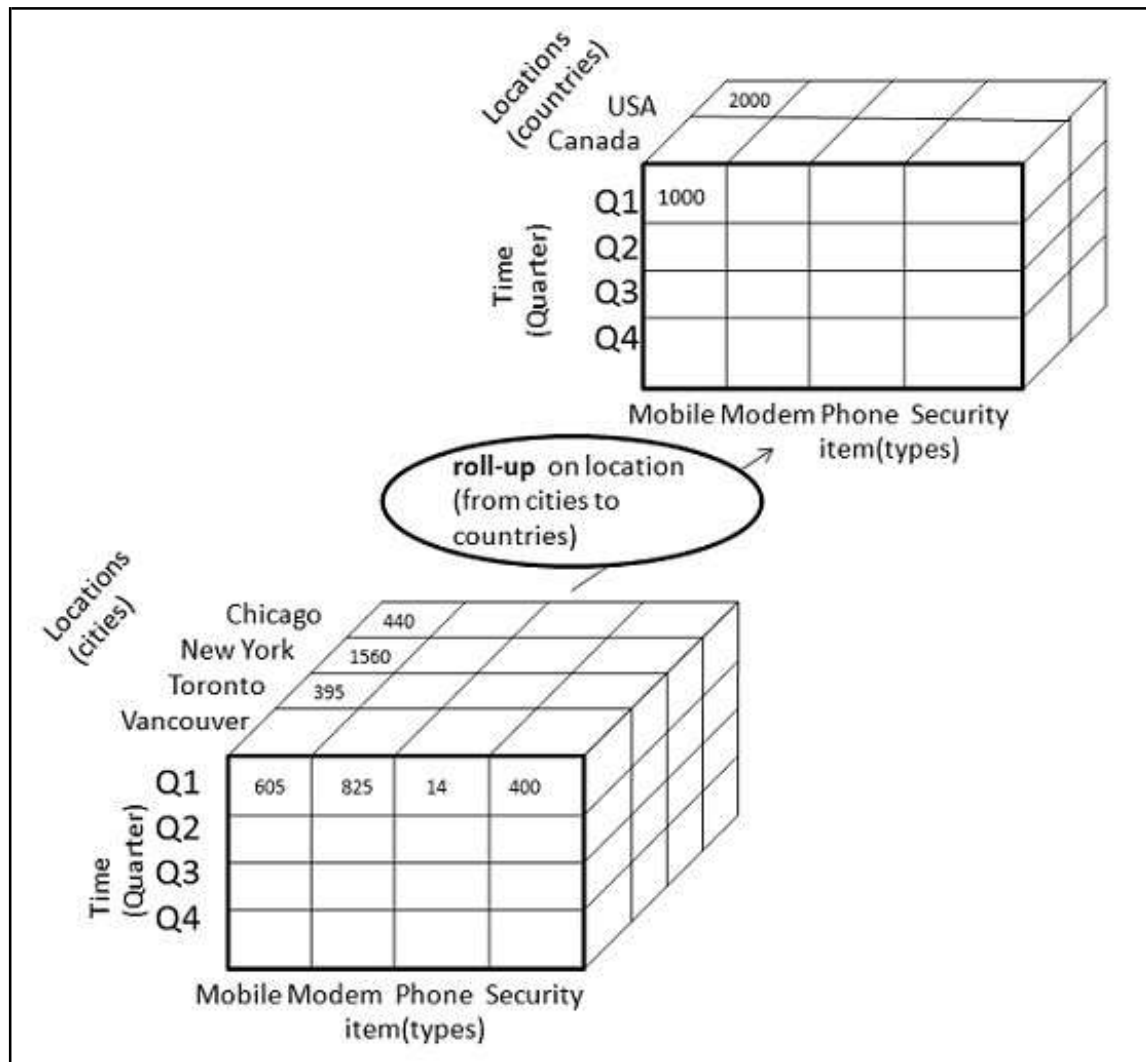 Locations
(countries)
USA
2000
Canada
Q1
1000
Q2
Q3
Q4
Time
(Quarter)
Mobile Modem Phone Security
item(types)
roll-up on location
(from cities to
countries)
Locations
(cities)
Chicago
440
New York
1560
Toronto
395
Vancouver
Q1
605 825 14 400
Q2
Q3
Q4
Time
(Quarter)
Mobile Modem Phone Security
item(types)